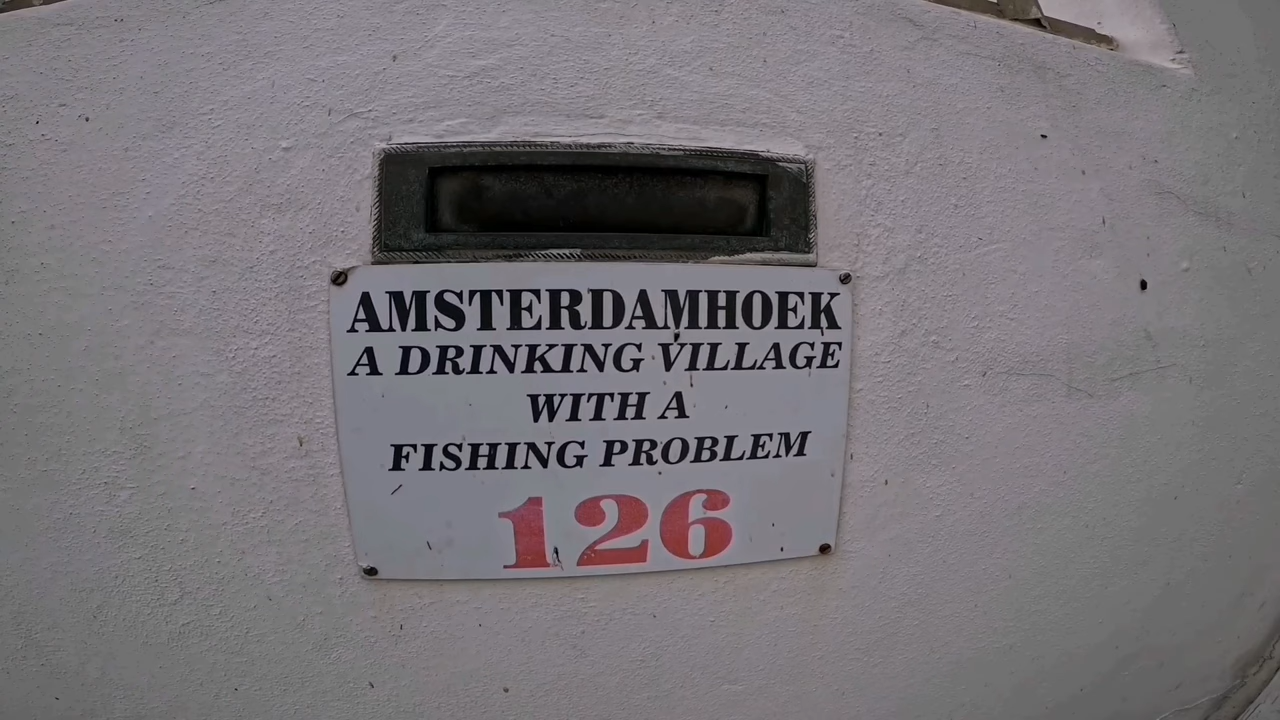 AMSTERDAMHOEK
A DRINKING VILLAGE
WITH A
FISHING PROBLEM
126